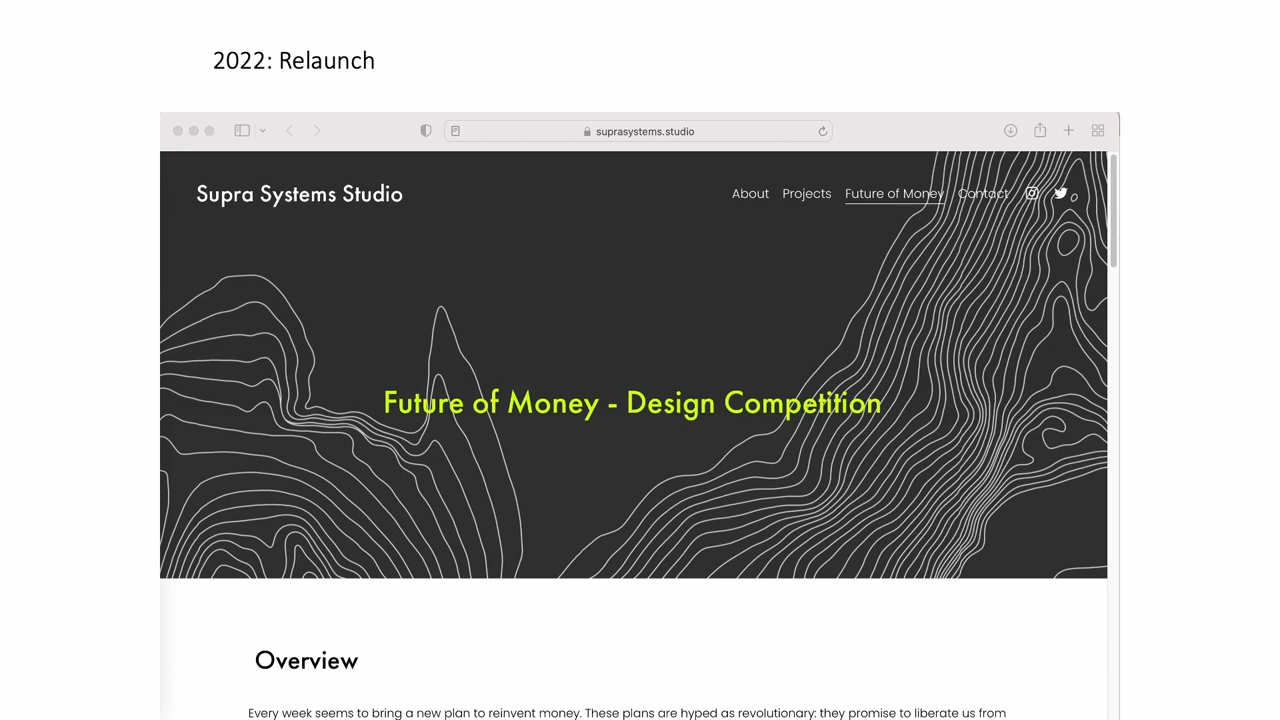 2022: Relaunch
suprasystems.studio
Supra Systems Studio
About Projects Future of Money Contact
Future of Money - Design Competition
Overview
Every week seems to bring a new plan to reinvent money. These plans are hyped as revolutionary: they promise to liberate us from